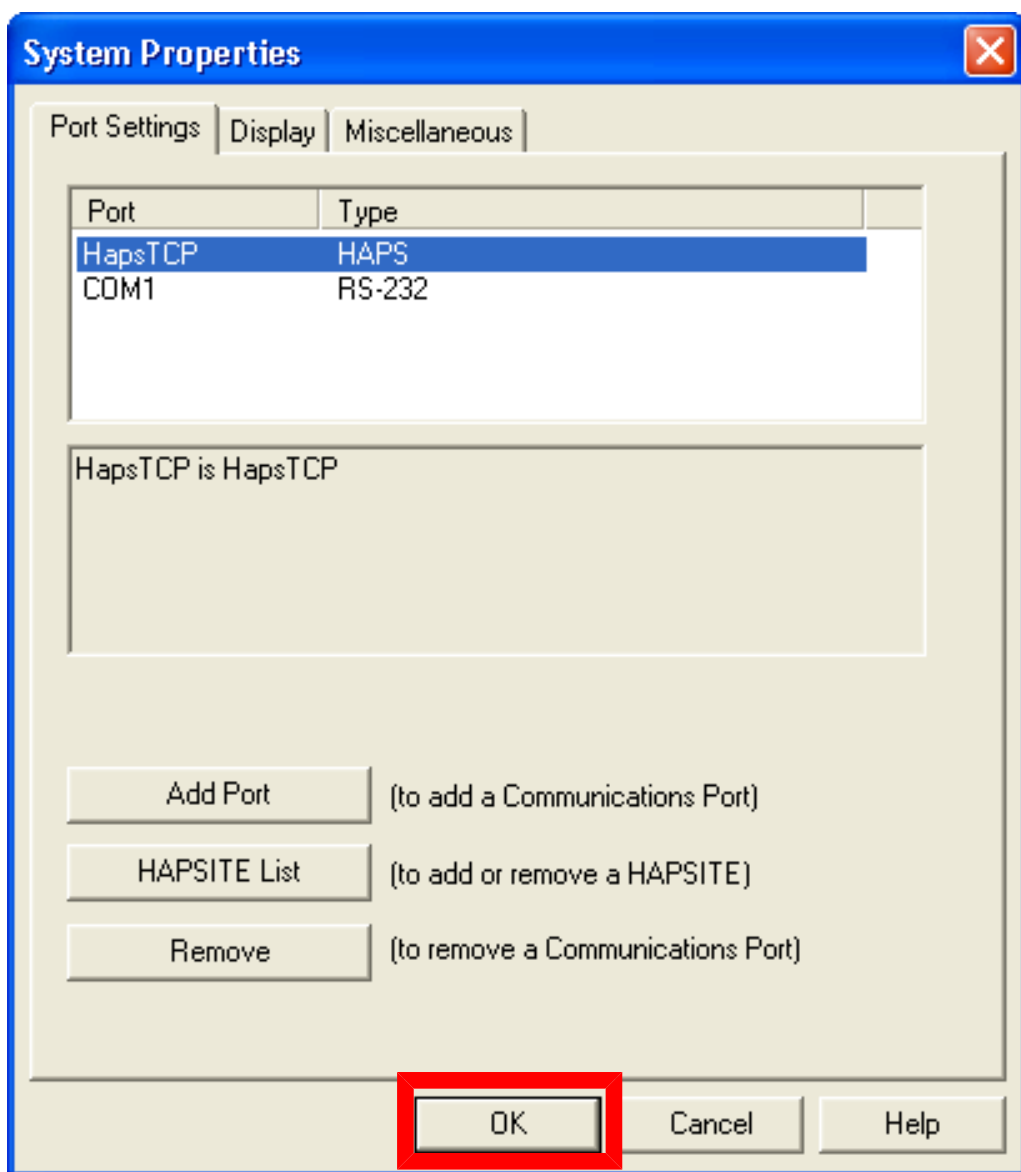 System Properties
Port Settings Display Miscellaneous
Port Type
HapsTCP HAPS
COM1 RS-232
HapsTCP is HapsTCP
Add Port (to add a Communications Port)
HAPSITE List (to add or remove a HAPSITE)
Remove (to remove a Communications Port)
OK Cancel Help